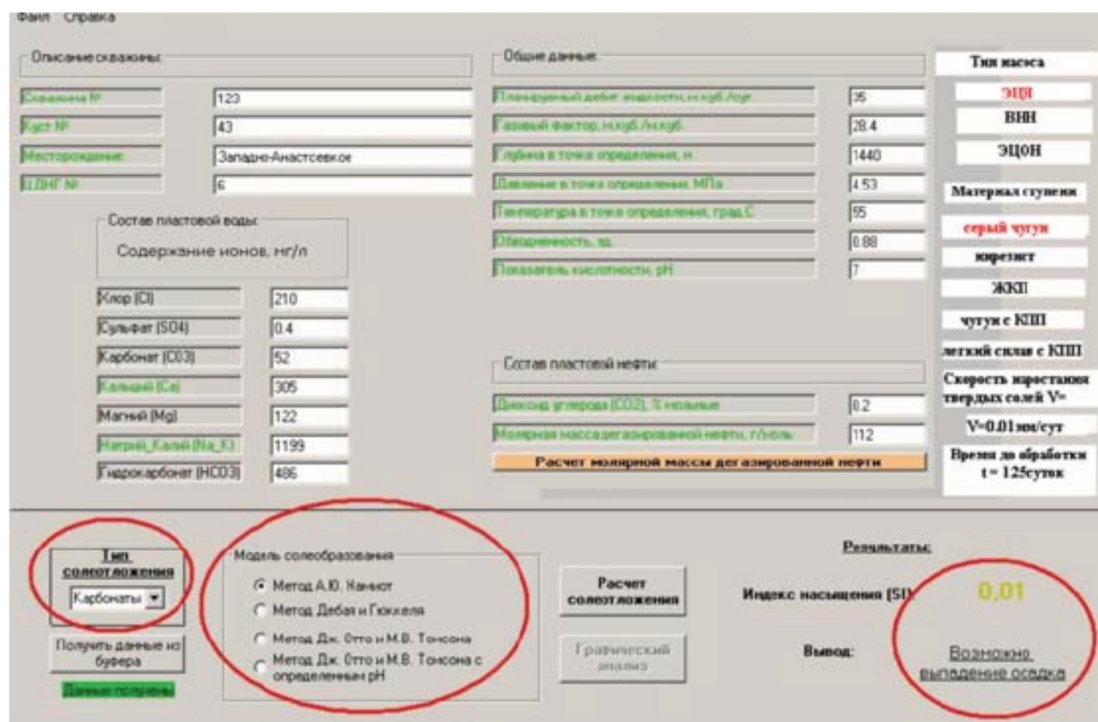 Файл Справка
Описание скважины:
Скважина № 123
Куст № 43
Месторождение: Западно-Анастсевкое
ЦДНГ № 6
Состав пластовой воды:
Содержание ионов, мг/л
Хлор (Cl) 210
Сульфат (SO4) 0.4
Карбонат (CO3) 52
Кальций (Ca) 305
Магний (Mg) 122
Натрий_Калий (Na_K) 1199
Гидрокарбонат (HCO3) 486
Общие данные:
Планируемый дебит жидкости, м.куб./сут. 35
Газовый фактор, м.куб./м.куб. 28.4
Глубина в точке определения, м 1440
Давление в точке определения, МПа 4.53
Температура в точке определения, град.С 55
Обводненность, ед. 0.88
Показатель кислотности, pH 7
Состав пластовой нефти:
Диоксид углерода (CO2), % мольные 0.2
Молярная масса дегазированной нефти, г/моль 112
Расчет молярной массы дегазированной нефти
Тип насоса
ЭЦН
ВНН
ЭЦОН
Материал ступени
серый чугун
нирезист
ЖКП
чугун с КПП
легкий сплав с КПП
Скорость наростания
твердых солей V=
V=0.01мм/сут
Время до обработки
t = 125суток
Тип
солеотложения
Карбонаты
Получить данные из
буфера
Данные получены
Модель солеобразования
Метод А.Ю. Намиот
Метод Дебая и Гюккеля
Метод Дж. Отто и М.В. Томсона
Метод Дж. Отто и М.В. Томсона с
определенным pH
Расчет
солеотложения
Графический
анализ
Результаты:
Индекс насыщения (SI): 0,01
Вывод: Возможно
выпадение осадка